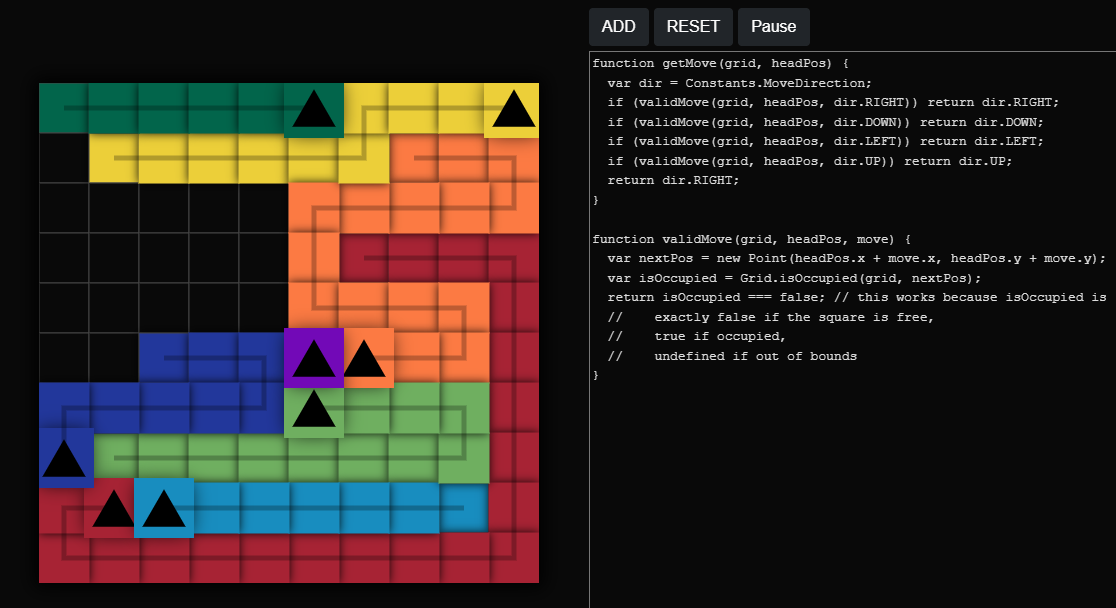 ADD RESET Pause
function getMove(grid, headPos) {
  var dir = Constants.MoveDirection;
  if (validMove(grid, headPos, dir.RIGHT)) return dir.RIGHT;
  if (validMove(grid, headPos, dir.DOWN)) return dir.DOWN;
  if (validMove(grid, headPos, dir.LEFT)) return dir.LEFT;
  if (validMove(grid, headPos, dir.UP)) return dir.UP;
  return dir.RIGHT;
}
function validMove(grid, headPos, move) {
  var nextPos = new Point(headPos.x + move.x, headPos.y + move.y);
  var isOccupied = Grid.isOccupied(grid, nextPos);
  return isOccupied === false; // this works because isOccupied is
  //    exactly false if the square is free,
  //    true if occupied,
  //    undefined if out of bounds
}